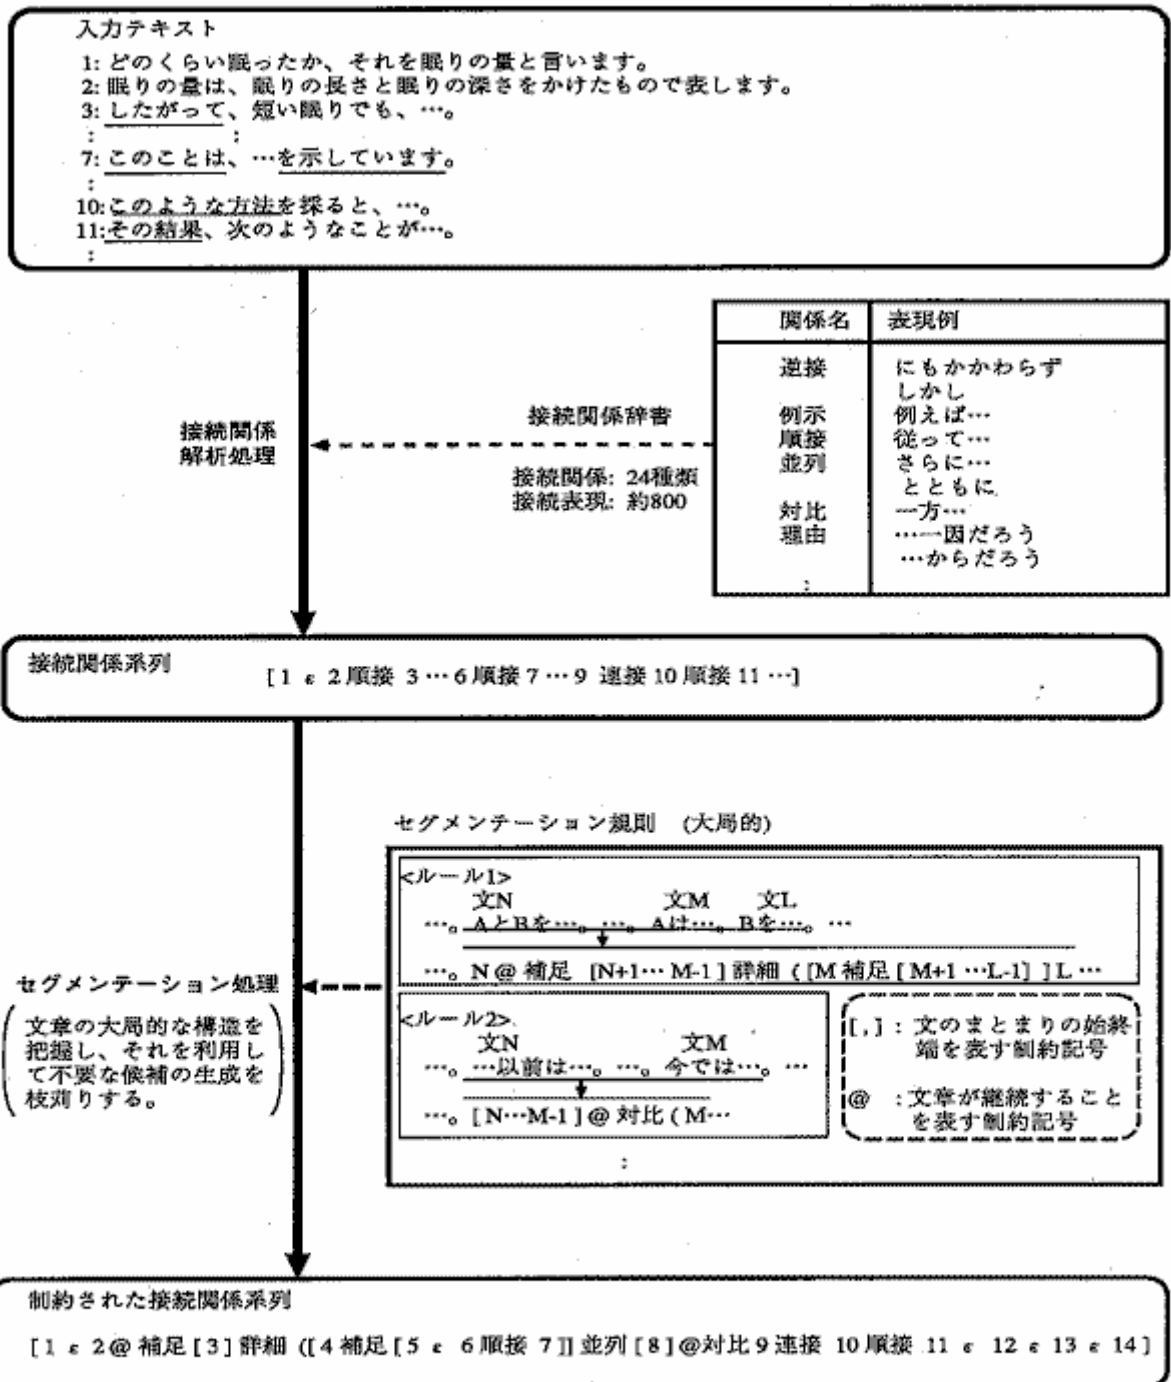 入力テキスト
1: どのくらい眠ったか、それを眠りの量と言います。
2: 眠りの量は、眠りの長さと眠りの深さをかけたもので表します。
3: したがって、短い眠りでも、…。
: :
7: このことは、…を示しています。
:
10:このような方法を採ると、…。
11:その結果、次のようなことが…。
:
関係名 表現例
逆接 にもかかわらず
しかし
例示 例えば…
順接 従って…
並列 さらに…
とともに
対比 一方…
理由 …一因だろう
…からだろう
:
接続関係
解析処理
接続関係辞書
接続関係: 24種類
接続表現: 約800
接続関係系列 [1 ε 2順接 3 … 6順接 7 … 9 連接 10 順接 11 …]
セグメンテーション規則 (大局的)
<ルール1>
文N 文M 文L
…。AとBを…。…。Aは…。Bを…。…
…。N @ 補足 [N+1… M-1 ] 詳細 ( [M 補足 [ M+1 …L-1] ] L …
<ルール2>
文N 文M
…。…以前は…。…。今では…。…
…。[ N…M-1 ] @ 対比 ( M…
:
[,] : 文のまとまりの始終
端を表す制約記号
@ :文章が継続すること
を表す制約記号
セグメンテーション処理
文章の大局的な構造を
把握し、それを利用し
て不要な候補の生成を
枝刈りする。
制約された接続関係系列
[1 ε 2@ 補足 [3] 詳細 ([4 補足 [5 ε 6順接 7]] 並列 [8]@対比 9 連接 10 順接 11 ε 12 ε 13 ε 14]